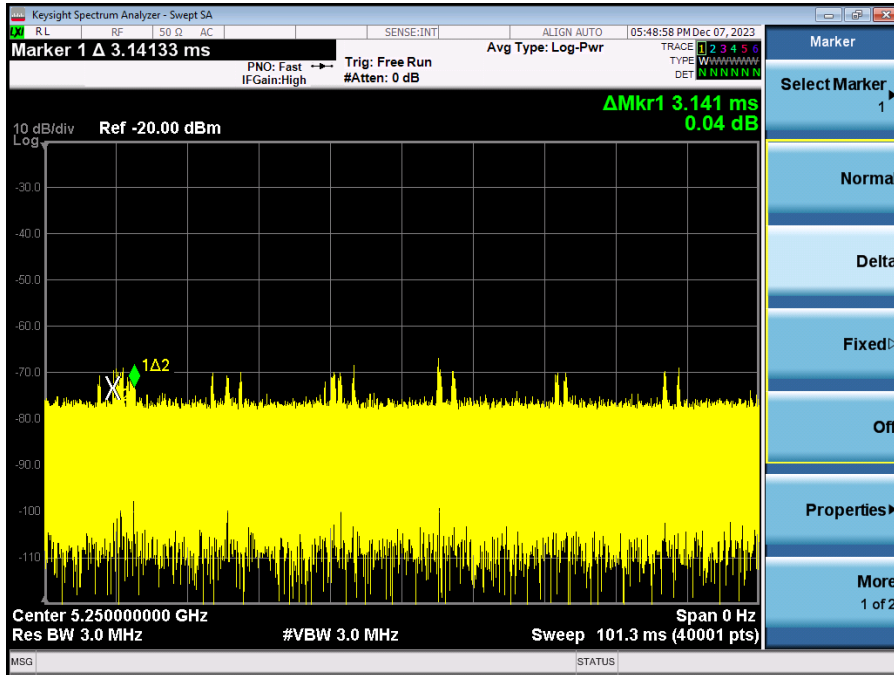 Keysight Spectrum Analyzer - Swept SA
LXI RL RF 50 Ω AC SENSE:INT ALIGN AUTO 05:48:58 PM Dec 07, 2023
Marker 1 Δ 3.14133 ms
PNO: Fast
IFGain:High
Trig: Free Run
#Atten: 0 dB
Avg Type: Log-Pwr
TRACE 1 2 3 4 5 6
TYPE WWWWWW
DET N N N N N N
ΔMkr1 3.141 ms
0.04 dB
10 dB/div Ref -20.00 dBm
Log
-30.0
-40.0
-50.0
-60.0
-70.0
-80.0
-90.0
-100
-110
1Δ2
Center 5.250000000 GHz Span 0 Hz
Res BW 3.0 MHz #VBW 3.0 MHz Sweep 101.3 ms (40001 pts)
MSG STATUS
Marker
Select Marker
1
Normal
Delta
Fixed
Off
Properties
More
1 of 2